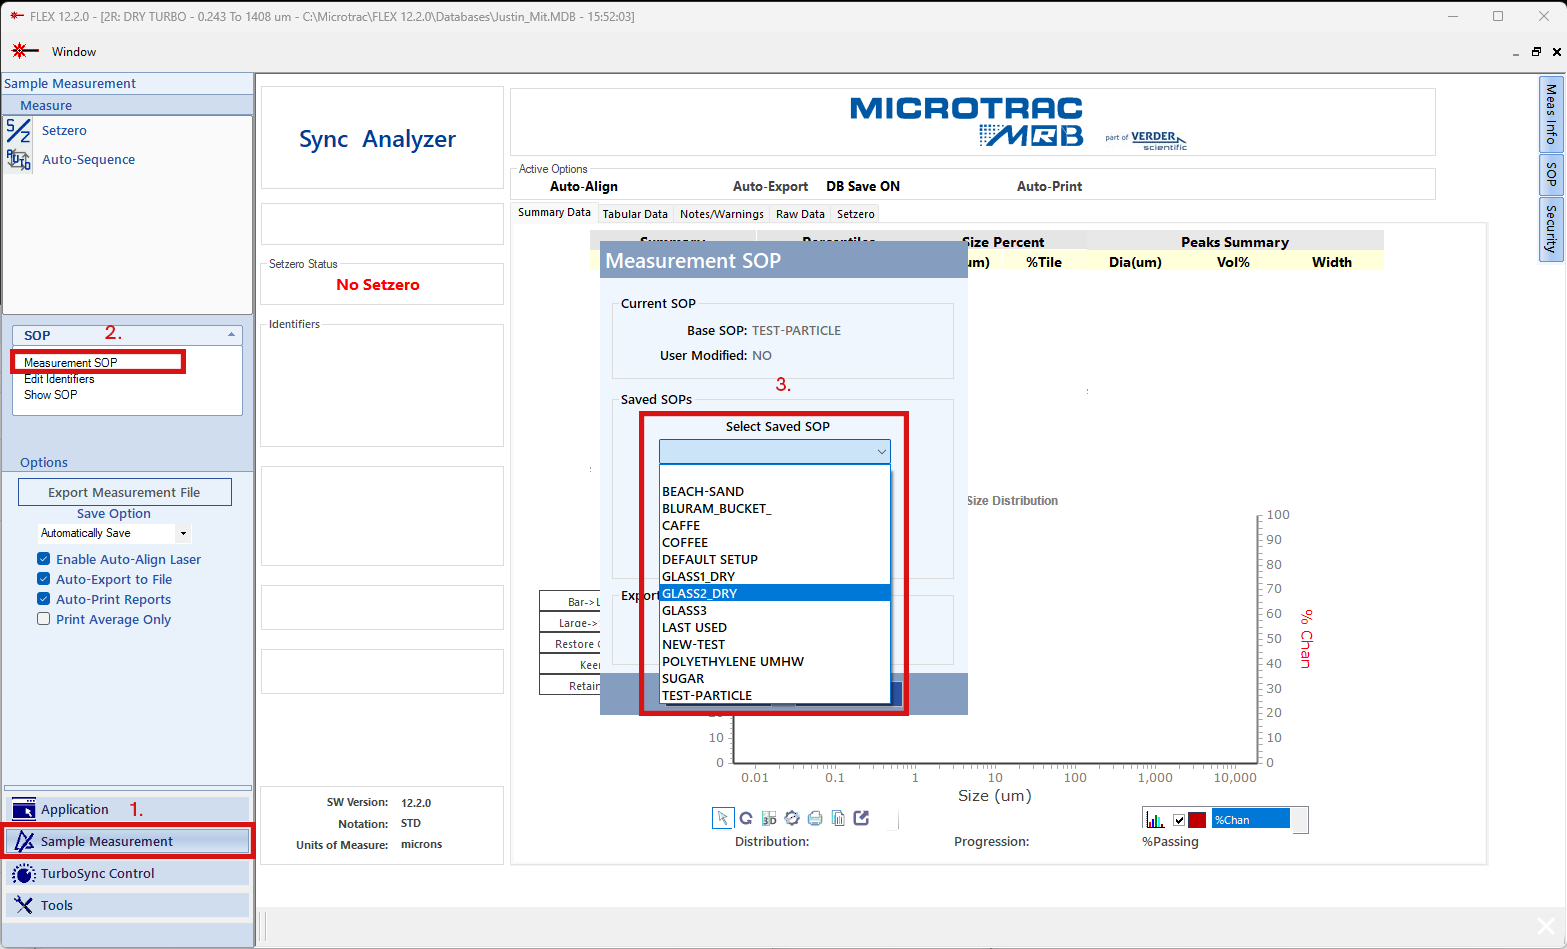 FLEX 12.2.0 - [2R: DRY TURBO - 0.243 To 1408 um - C:\Microtrac\FLEX 12.2.0\Databases\Justin_Mit.MDB - 15:52:03]
Window
Sample Measurement
Measure
Setzero
Auto-Sequence
SOP
2.
Measurement SOP
Edit Identifiers
Show SOP
Options
Export Measurement File
Save Option
Automatically Save
Enable Auto-Align Laser
Auto-Export to File
Auto-Print Reports
Print Average Only
Application
1.
Sample Measurement
TurboSync Control
Tools
Sync Analyzer
Setzero Status
No Setzero
Identifiers
SW Version: 12.2.0
Notation: STD
Units of Measure: microns
MICROTRAC
MRB
part of VERDER
scientific
Active Options
Auto-Align Auto-Export DB Save ON Auto-Print
Summary Data Tabular Data Notes/Warnings Raw Data Setzero
Summary Percentiles Size Percent Peaks Summary
um) %Tile Dia(um) Vol% Width
Measurement SOP
Current SOP
Base SOP: TEST-PARTICLE
User Modified: NO
3.
Saved SOPs
Select Saved SOP
BEACH-SAND
BLURAM_BUCKET_
CAFFE
COFFEE
DEFAULT SETUP
GLASS1_DRY
GLASS2_DRY
GLASS3
LAST USED
NEW-TEST
POLYETHYLENE UMHW
SUGAR
TEST-PARTICLE
Export
Bar->L
Large->
Restore
Keep
Retain
Size Distribution
100
90
80
70
60
50
40
30
20
10
0
% Chan
20
10
0
0.01 0.1 1 10 100 1,000 10,000
Size (um)
3D
%Chan
Distribution: Progression: %Passing
Meas Info
SOP
Security